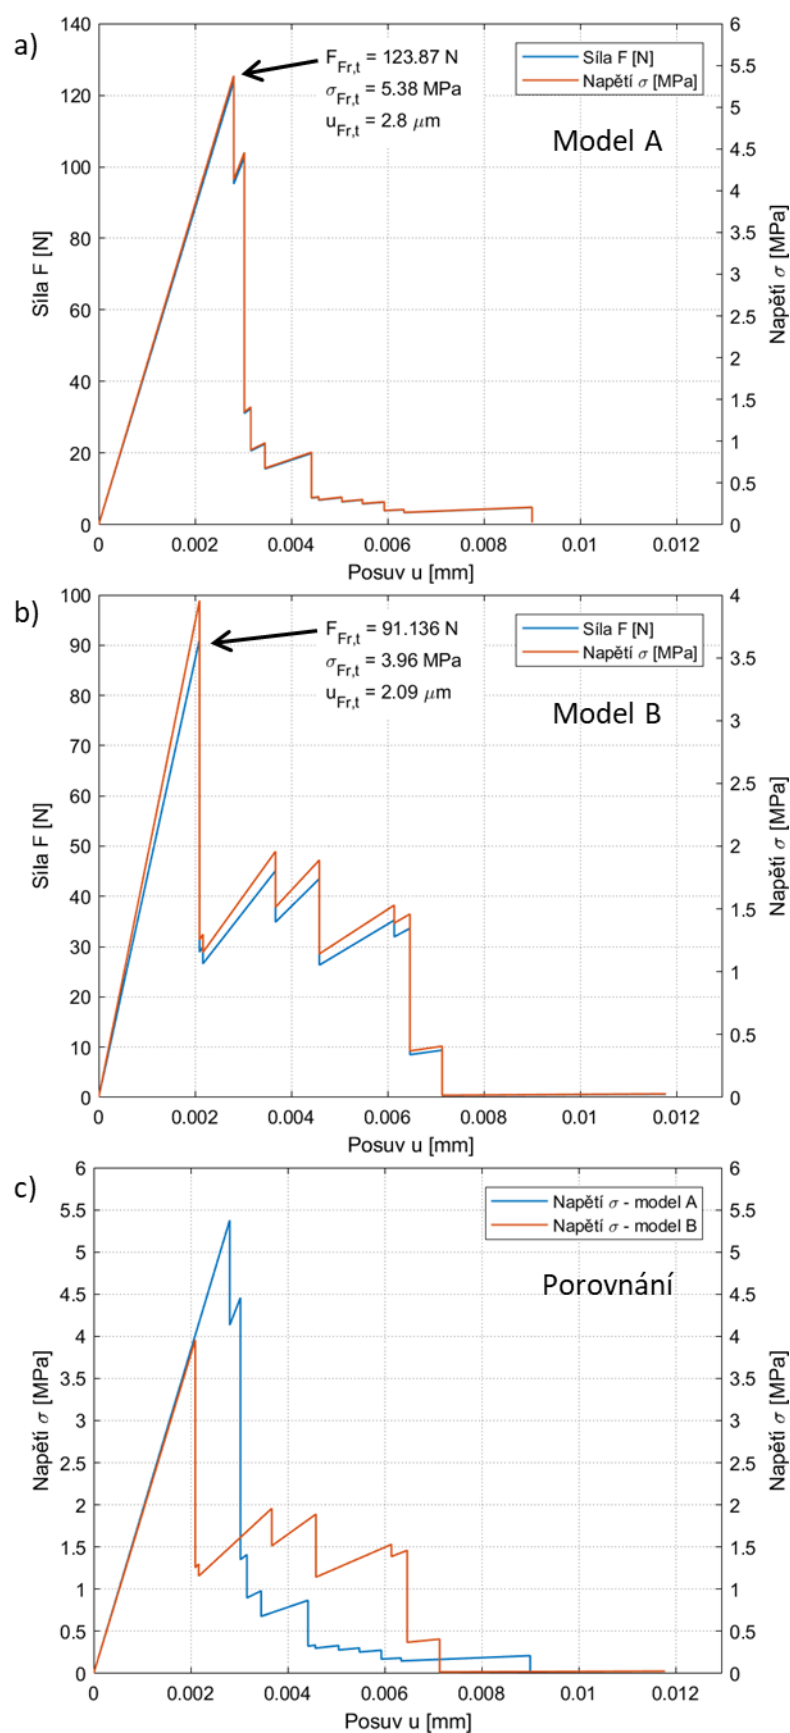 a)
140
120
100
80
60
40
20
0
Síla F [N]
F_Fr,t = 123.87 N
σ_Fr,t = 5.38 MPa
u_Fr,t = 2.8 μm
Síla F [N]
Napětí σ [MPa]
Model A
6
5.5
5
4.5
4
3.5
3
2.5
2
1.5
1
0.5
0
Napětí σ [MPa]
0 0.002 0.004 0.006 0.008 0.01 0.012
Posuv u [mm]
b)
100
90
80
70
60
50
40
30
20
10
0
Síla F [N]
F_Fr,t = 91.136 N
σ_Fr,t = 3.96 MPa
u_Fr,t = 2.09 μm
Síla F [N]
Napětí σ [MPa]
Model B
4
3.5
3
2.5
2
1.5
1
0.5
0
Napětí σ [MPa]
0 0.002 0.004 0.006 0.008 0.01 0.012
Posuv u [mm]
c)
6
5.5
5
4.5
4
3.5
3
2.5
2
1.5
1
0.5
0
Napětí σ [MPa]
Napětí σ - model A
Napětí σ - model B
Porovnání
6
5.5
5
4.5
4
3.5
3
2.5
2
1.5
1
0.5
0
Napětí σ [MPa]
0 0.002 0.004 0.006 0.008 0.01 0.012
Posuv u [mm]